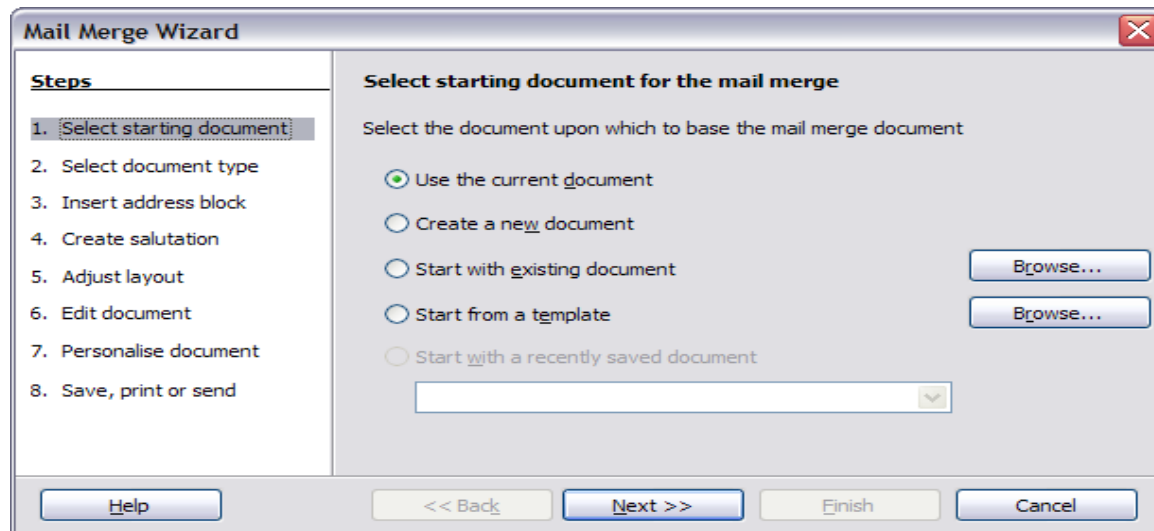 Mail Merge Wizard
Steps
1. Select starting document
2. Select document type
3. Insert address block
4. Create salutation
5. Adjust layout
6. Edit document
7. Personalise document
8. Save, print or send
Select starting document for the mail merge
Select the document upon which to base the mail merge document
Use the current document
Create a new document
Start with existing document
Browse...
Start from a template
Browse...
Start with a recently saved document
Help
<< Back
Next >>
Finish
Cancel